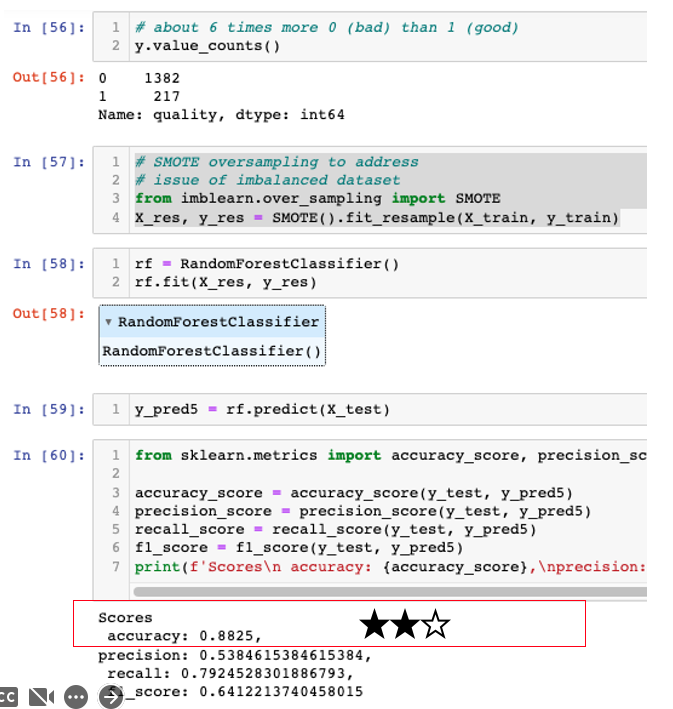 In [56]:
1 # about 6 times more 0 (bad) than 1 (good)
2 y.value_counts()
Out[56]: 0 1382
1 217
Name: quality, dtype: int64
In [57]:
1 # SMOTE oversampling to address
2 # issue of imbalanced dataset
3 from imblearn.over_sampling import SMOTE
4 X_res, y_res = SMOTE().fit_resample(X_train, y_train)
In [58]:
1 rf = RandomForestClassifier()
2 rf.fit(X_res, y_res)
Out[58]:
▾ RandomForestClassifier
RandomForestClassifier()
In [59]:
1 y_pred5 = rf.predict(X_test)
In [60]:
1 from sklearn.metrics import accuracy_score, precision_sc
2
3 accuracy_score = accuracy_score(y_test, y_pred5)
4 precision_score = precision_score(y_test, y_pred5)
5 recall_score = recall_score(y_test, y_pred5)
6 f1_score = f1_score(y_test, y_pred5)
7 print(f'Scores\n accuracy: {accuracy_score},\nprecision:
Scores
accuracy: 0.8825,
precision: 0.5384615384615384,
recall: 0.7924528301886793,
f1_score: 0.6412213740458015
CC